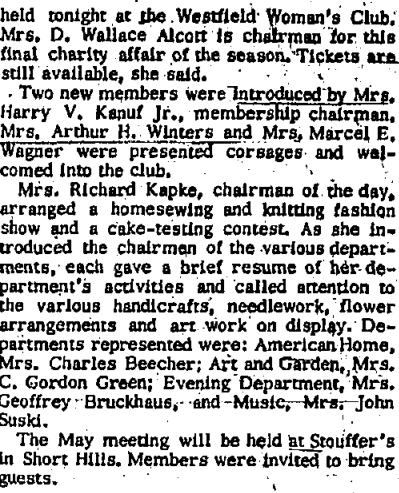 held tonight at the Westfield Woman's Club.
Mrs. D. Wallace Alcott is chairman for this
final charity affair of the season. Tickets are
still available, she said.
Two new members were introduced by Mrs.
Harry V. Knauf Jr., membership chairman.
Mrs. Arthur H. Winters and Mrs. Marcel E.
Wagner were presented corsages and wel-
comed into the club.
Mrs. Richard Kapke, chairman of the day,
arranged a homesewing and knitting fashion
show and a cake-testing contest. As she in-
troduced the chairmen of the various depart-
ments, each gave a brief resume of her de-
partment's activities and called attention to
the various handicrafts, needlework, flower
arrangements and art work on display. De-
partments represented were: American Home,
Mrs. Charles Beecher; Art and Garden, Mrs.
C. Gordon Green; Evening Department, Mrs.
Geoffrey Bruckhaus, and Music, Mrs. John
Suski.
The May meeting will be held at Stouffer's
in Short Hills. Members were invited to bring
guests.